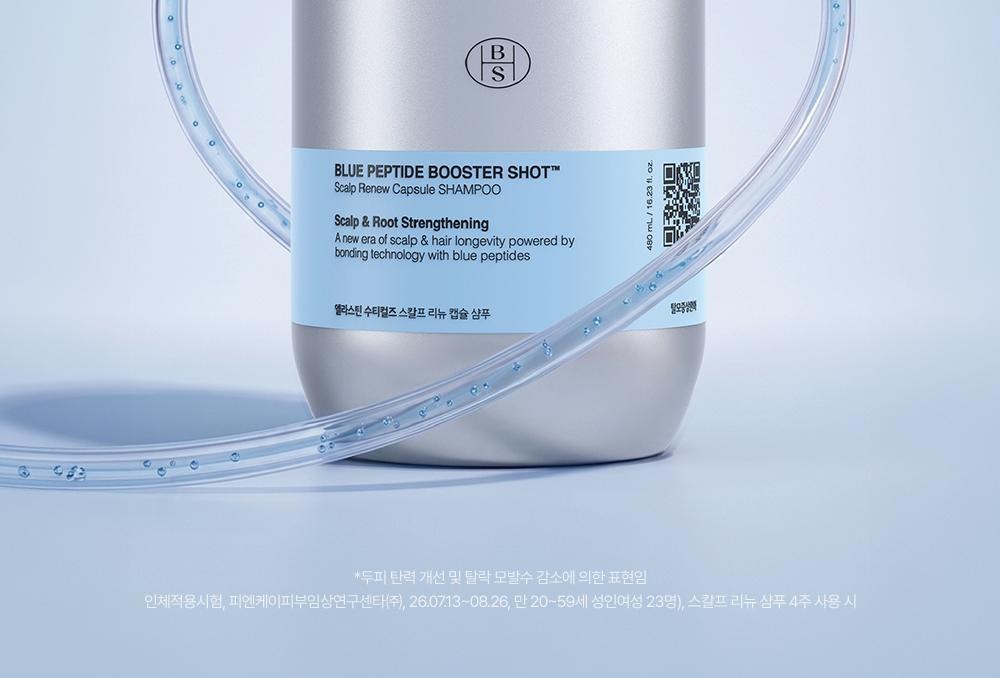 B
H
S
BLUE PEPTIDE BOOSTER SHOT™
Scalp Renew Capsule SHAMPOO
Scalp & Root Strengthening
A new era of scalp & hair longevity powered by
bonding technology with blue peptides
엘라스틴 수티컬즈 스칼프 리뉴 캡슐 샴푸
480 mL / 16.23 fl. oz.
탈모증상완화
*두피 탄력 개선 및 탈락 모발수 감소에 의한 표현임
인체적용시험, 피엔케이피부임상연구센타(주), 26.07.13~08.26, 만 20~59세 성인여성 23명), 스칼프 리뉴 샴푸 4주 사용 시